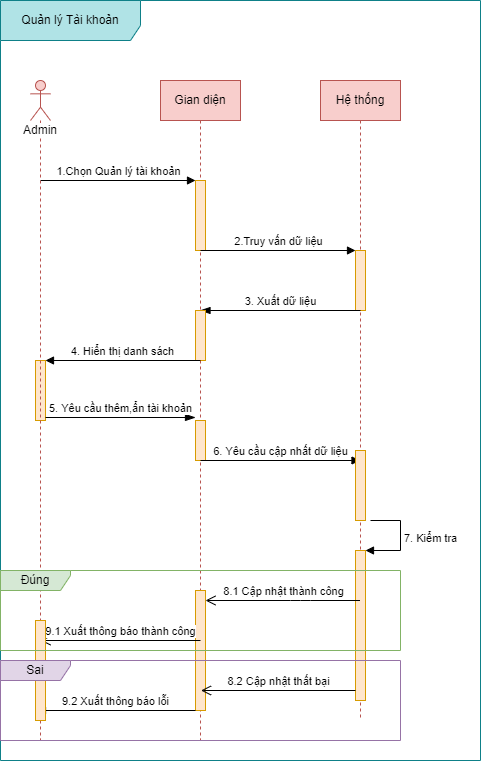 Quản lý Tài khoản
Admin
Gian diện
Hệ thống
1.Chọn Quản lý tài khoản
2.Truy vấn dữ liệu
3. Xuất dữ liệu
4. Hiển thị danh sách
5. Yêu cầu thêm,ẩn tài khoản
6. Yêu cầu cập nhất dữ liệu
7. Kiểm tra
Đúng
8.1 Cập nhật thành công
9.1 Xuất thông báo thành công
Sai
8.2 Cập nhật thất bại
9.2 Xuất thông báo lỗi